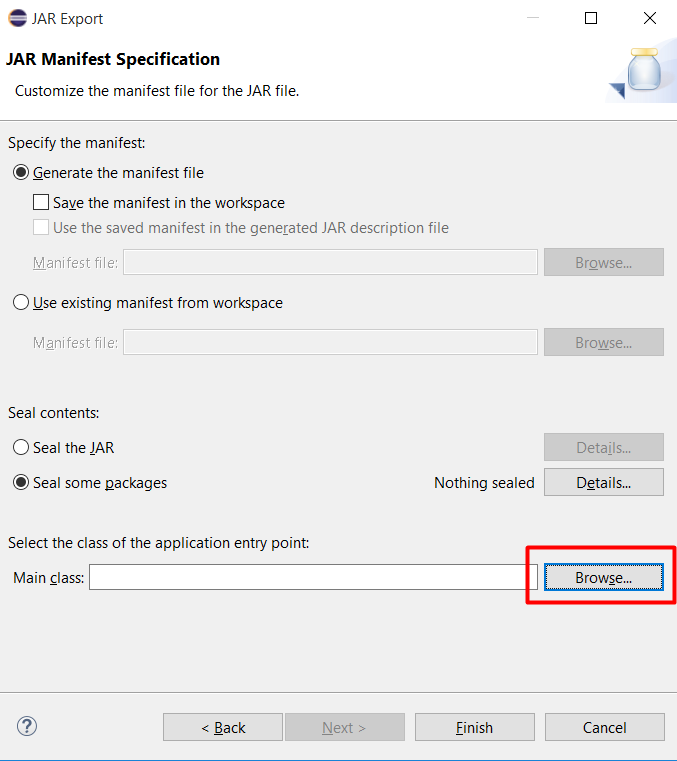 JAR Export
JAR Manifest Specification
Customize the manifest file for the JAR file.
Specify the manifest:
Generate the manifest file
Save the manifest in the workspace
Use the saved manifest in the generated JAR description file
Manifest file: Browse...
Use existing manifest from workspace
Manifest file: Browse...
Seal contents:
Seal the JAR Details...
Seal some packages Nothing sealed Details...
Select the class of the application entry point:
Main class: Browse...
? < Back Next > Finish Cancel